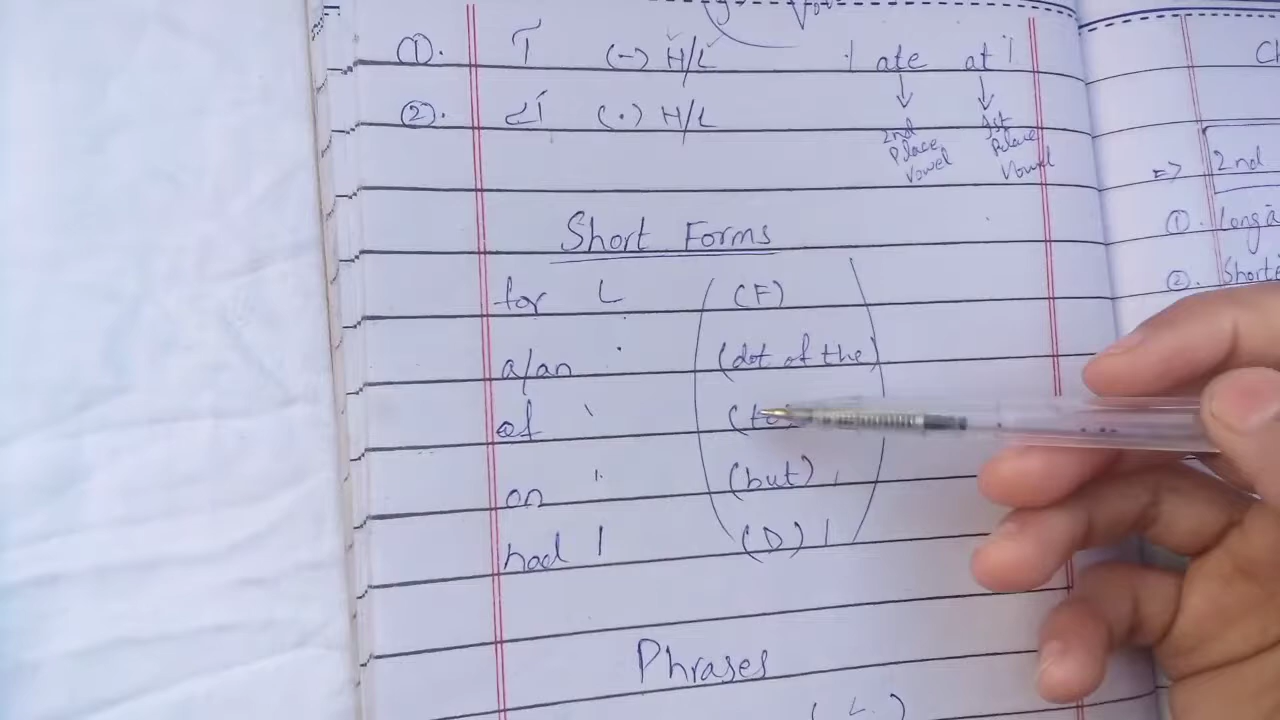 ①. (-) H/L ate at
②. (.) H/L
2nd Place Vowel 1st Place Vowel
Short Forms
for (F)
a/an (dot of the)
of (to
on (but)
had (D)
Phrases
=> 2nd
①. Long ā
②. Short